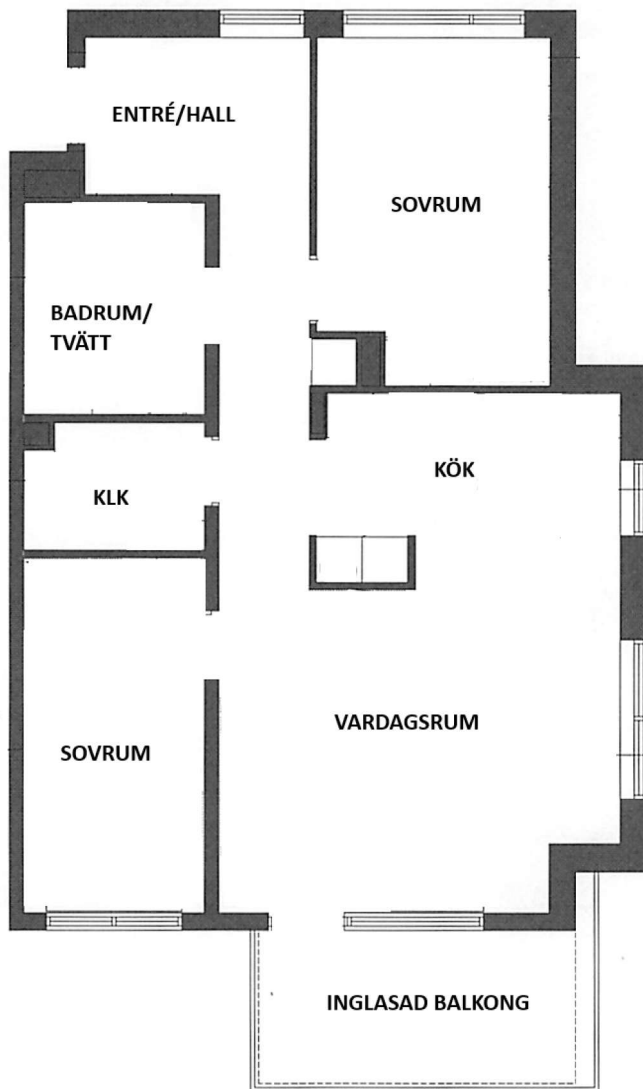 ENTRÉ/HALL
SOVRUM
BADRUM/
TVÄTT
KÖK
KLK
VARDAGSRUM
SOVRUM
INGLASAD BALKONG